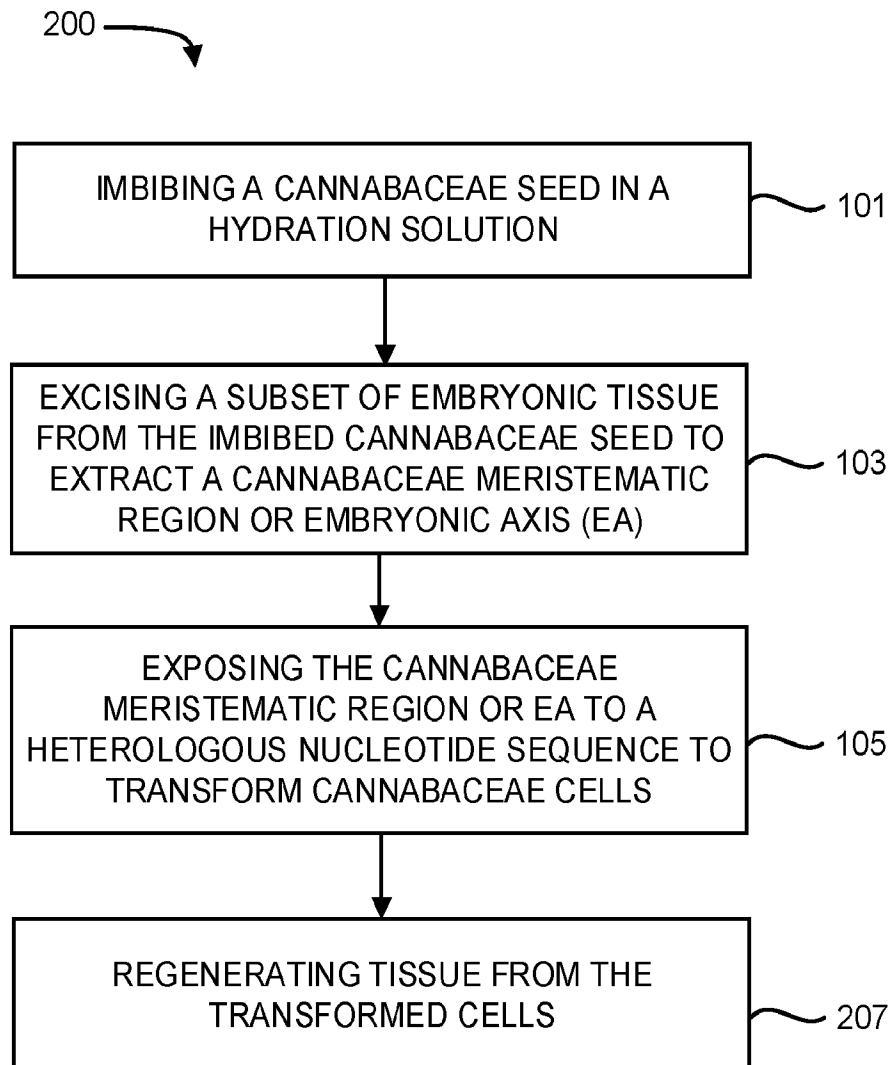 200
IMBIBING A CANNABACEAE SEED IN A
HYDRATION SOLUTION
101
EXCISING A SUBSET OF EMBRYONIC TISSUE
FROM THE IMBIBED CANNABACEAE SEED TO
EXTRACT A CANNABACEAE MERISTEMATIC
REGION OR EMBRYONIC AXIS (EA)
103
EXPOSING THE CANNABACEAE
MERISTEMATIC REGION OR EA TO A
HETEROLOGOUS NUCLEOTIDE SEQUENCE TO
TRANSFORM CANNABACEAE CELLS
105
REGENERATING TISSUE FROM THE
TRANSFORMED CELLS
207